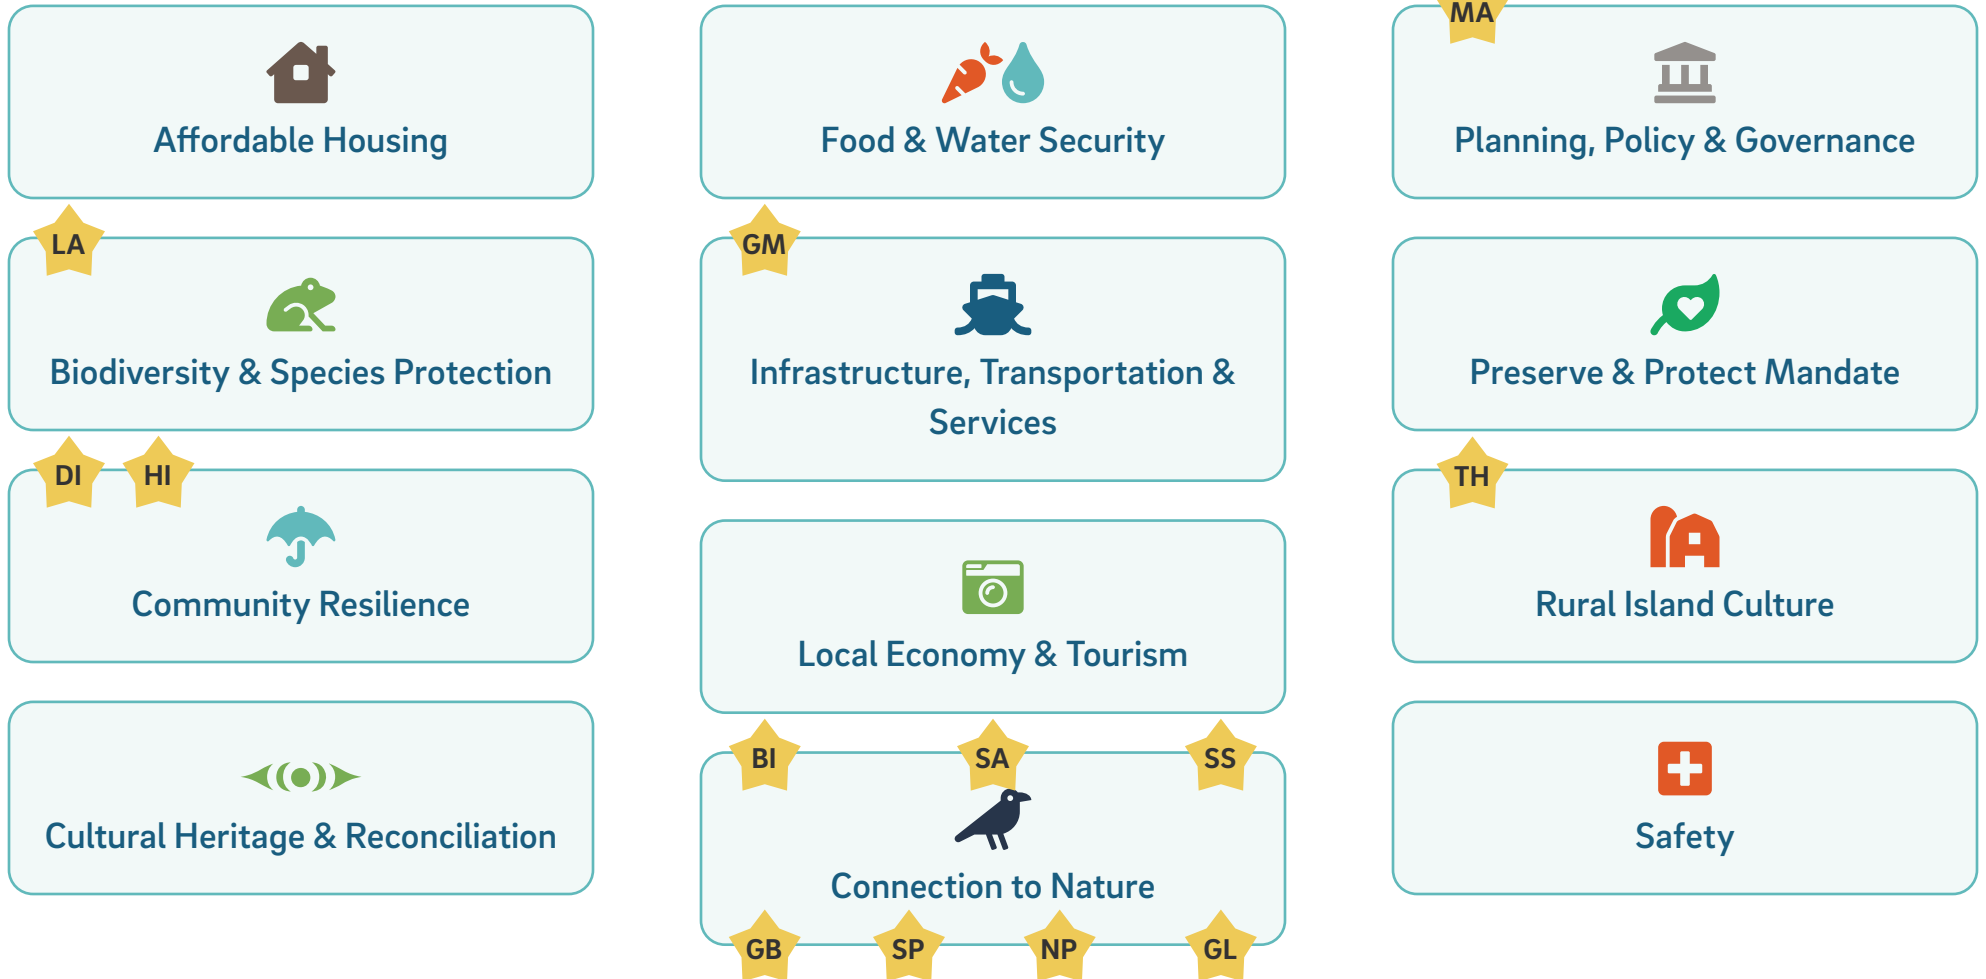 Affordable Housing
LA
Biodiversity & Species Protection
DI
HI
Community Resilience
Cultural Heritage & Reconciliation
Food & Water Security
GM
Infrastructure, Transportation &
Services
Local Economy & Tourism
BI
SA
SS
Connection to Nature
GB
SP
NP
GL
MA
Planning, Policy & Governance
Preserve & Protect Mandate
TH
Rural Island Culture
Safety